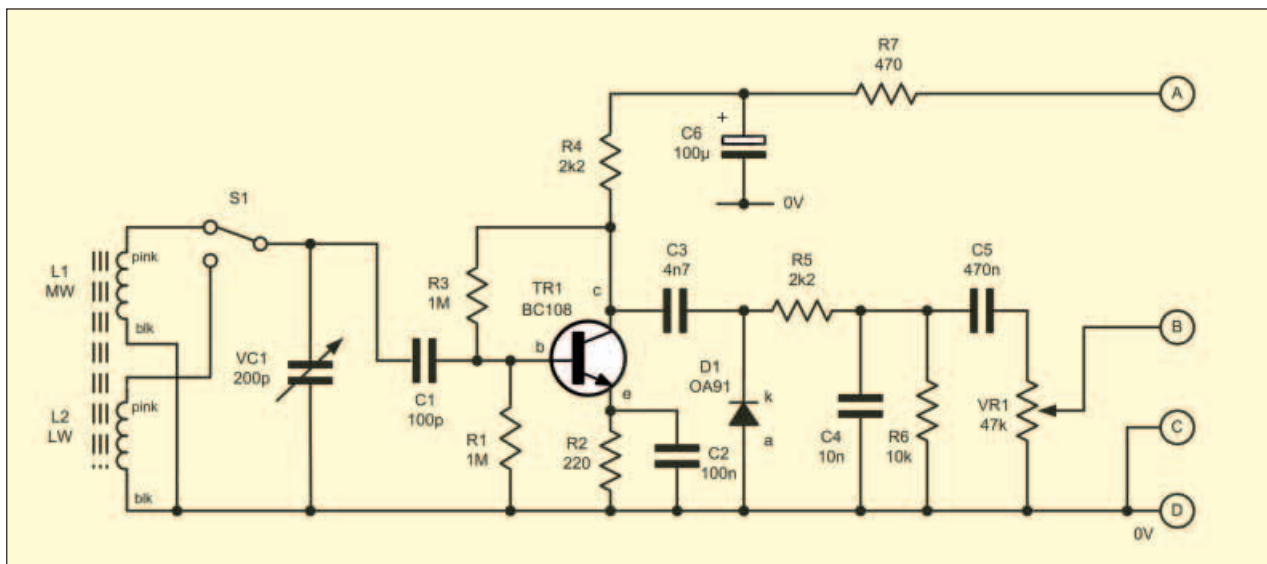 R7
470
A
+
C6
100µ
R4
2k2
0V
S1
pink
L1
MW
blk
R3
1M
TR1
BC108
c
C3
4n7
R5
2k2
C5
470n
B
VC1
200p
b
C1
100p
e
D1
OA91
k
a
VR1
47k
pink
L2
LW
blk
R1
1M
R2
220
C2
100n
C4
10n
R6
10k
C
0V
D